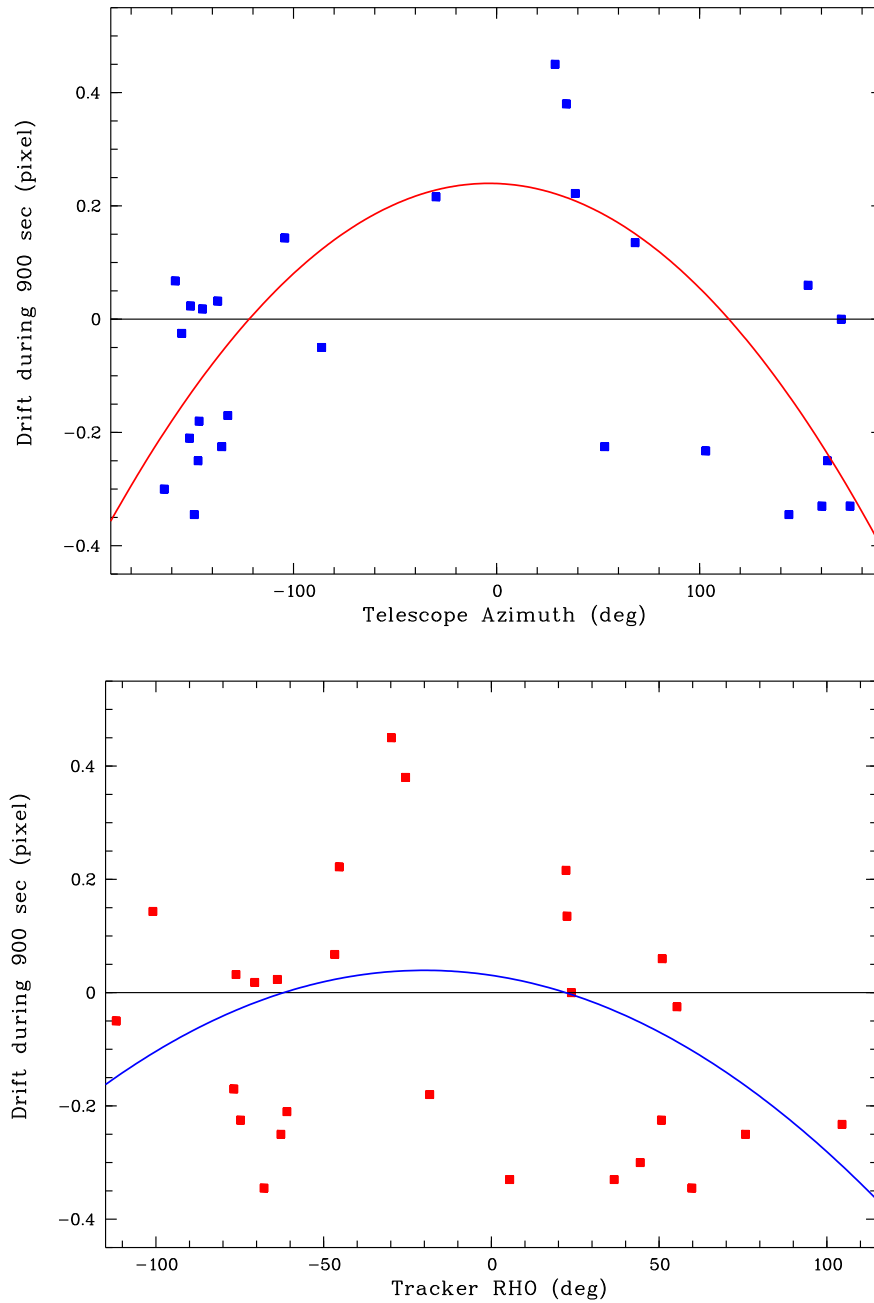 0.4
0.2
0
-0.2
-0.4
Drift during 900 sec (pixel)
-100 0 100
Telescope Azimuth (deg)
0.4
0.2
0
-0.2
-0.4
Drift during 900 sec (pixel)
-100 -50 0 50 100
Tracker RHO (deg)